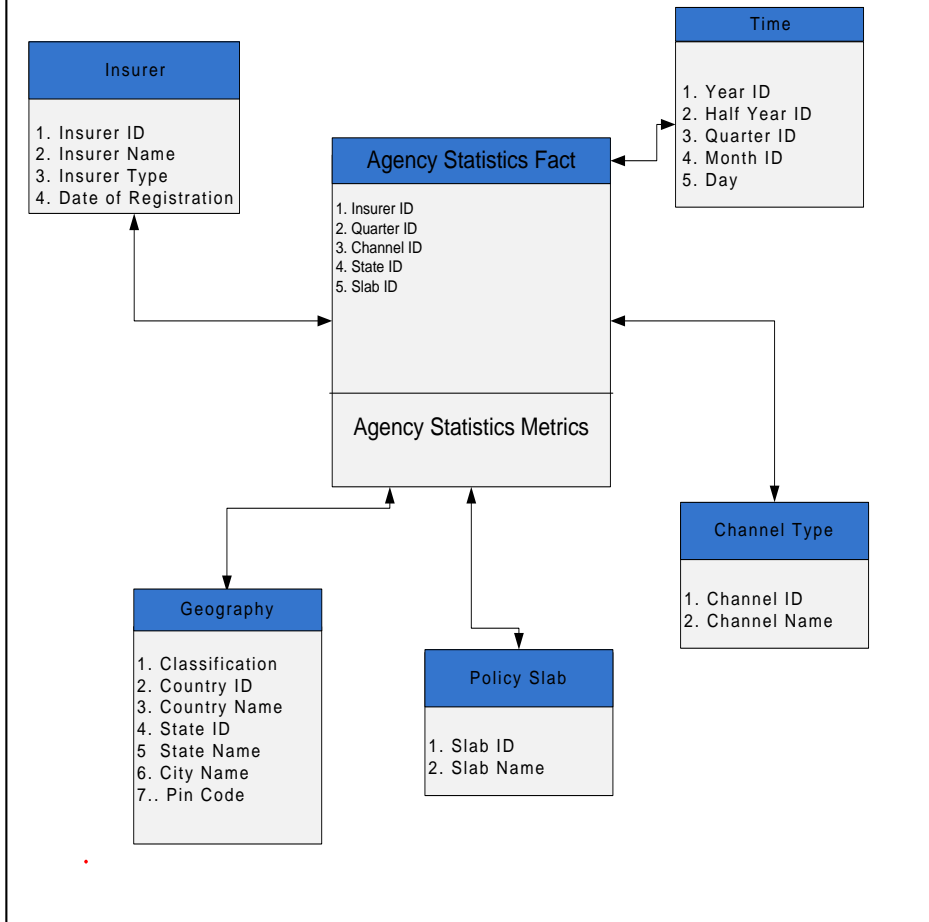 Insurer
1. Insurer ID
2. Insurer Name
3. Insurer Type
4. Date of Registration
Time
1. Year ID
2. Half Year ID
3. Quarter ID
4. Month ID
5. Day
Agency Statistics Fact
1. Insurer ID
2. Quarter ID
3. Channel ID
4. State ID
5. Slab ID
Agency Statistics Metrics
Channel Type
1. Channel ID
2. Channel Name
Geography
1. Classification
2. Country ID
3. Country Name
4. State ID
5 State Name
6. City Name
7.. Pin Code
Policy Slab
1. Slab ID
2. Slab Name